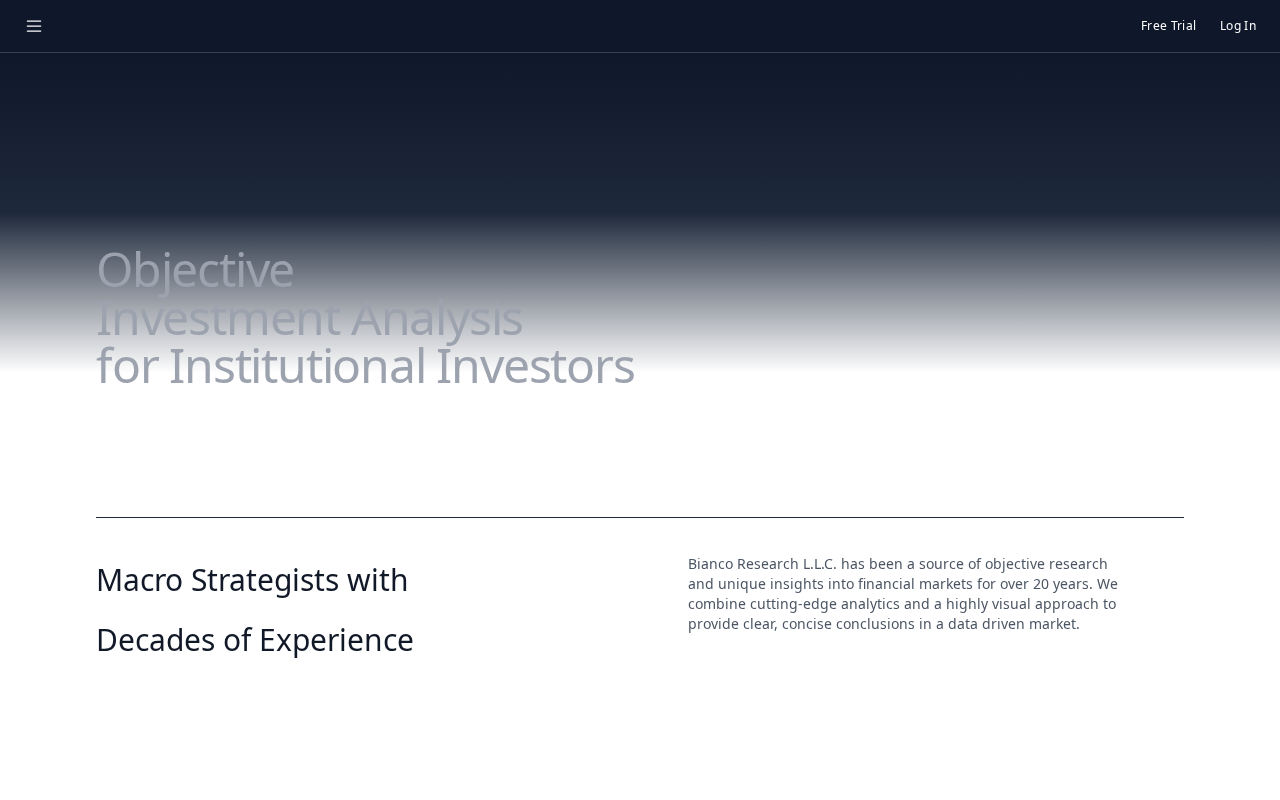 Free Trial
Log In
Objective
Investment Analysis
for Institutional Investors
Macro Strategists with
Decades of Experience
Bianco Research L.L.C. has been a source of objective research
and unique insights into financial markets for over 20 years. We
combine cutting-edge analytics and a highly visual approach to
provide clear, concise conclusions in a data driven market.